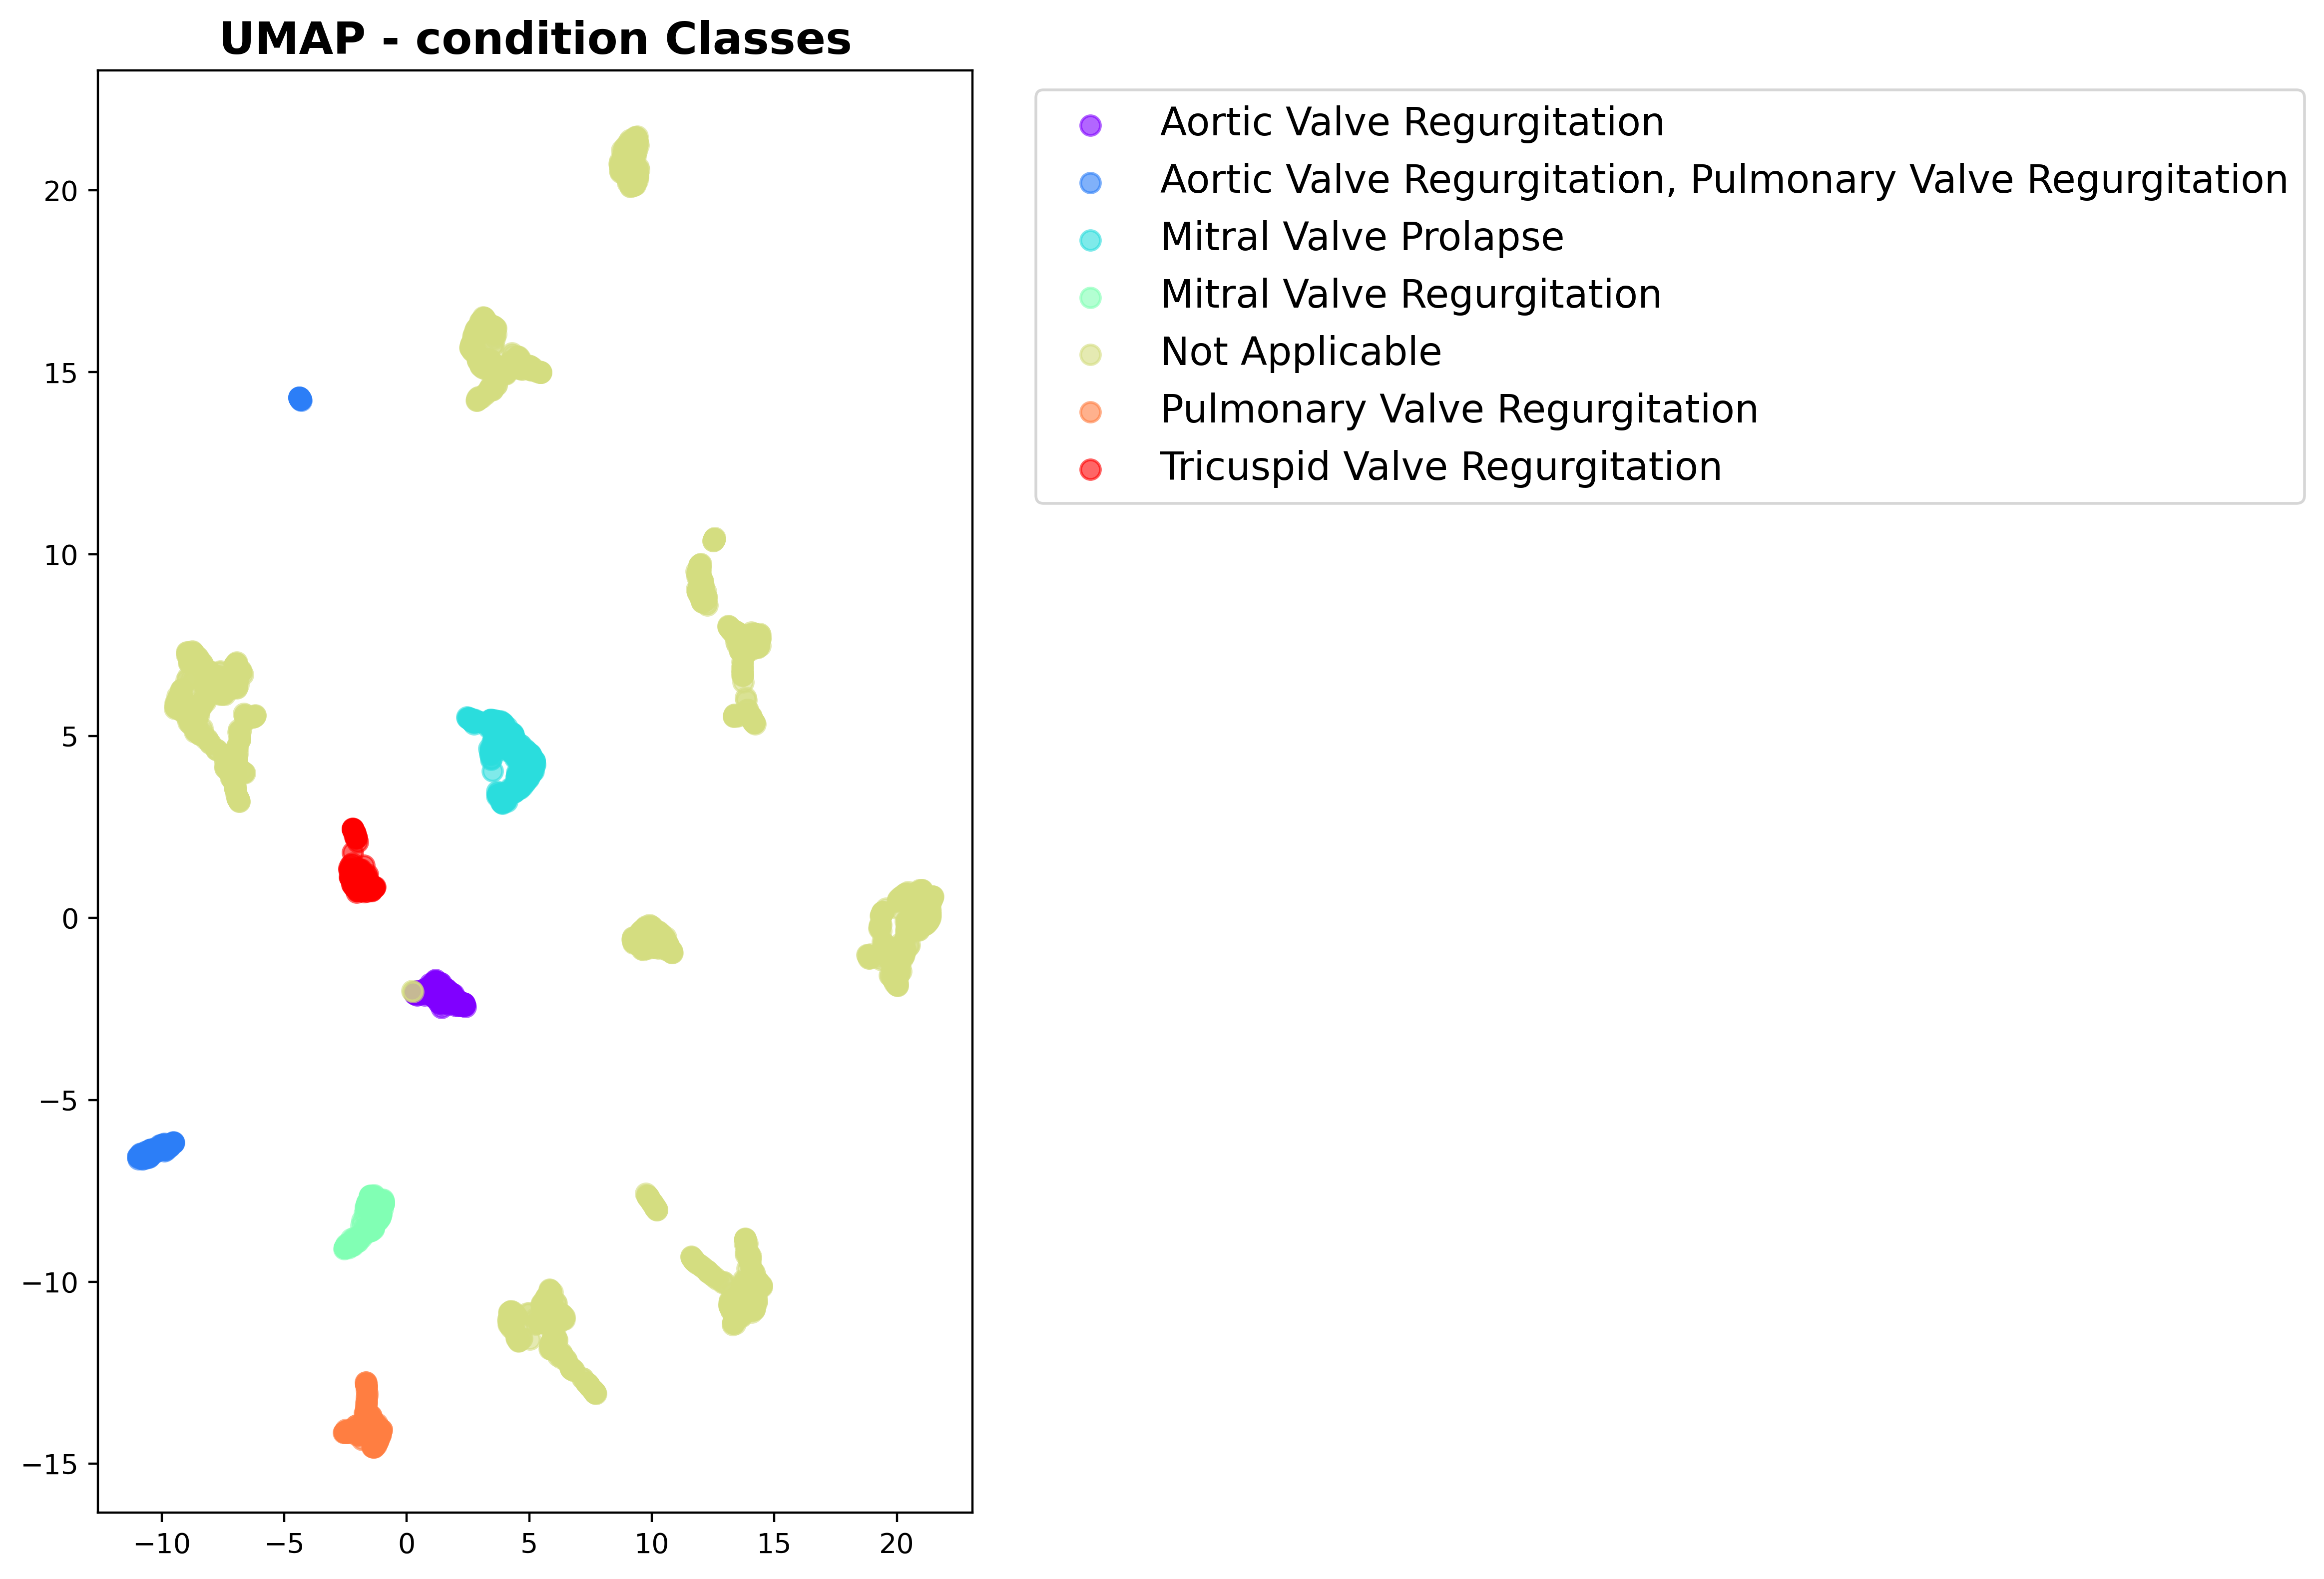 UMAP - condition Classes
Aortic Valve Regurgitation
Aortic Valve Regurgitation, Pulmonary Valve Regurgitation
Mitral Valve Prolapse
Mitral Valve Regurgitation
Not Applicable
Pulmonary Valve Regurgitation
Tricuspid Valve Regurgitation
20
15
10
5
0
−5
−10
−15
−10 −5 0 5 10 15 20